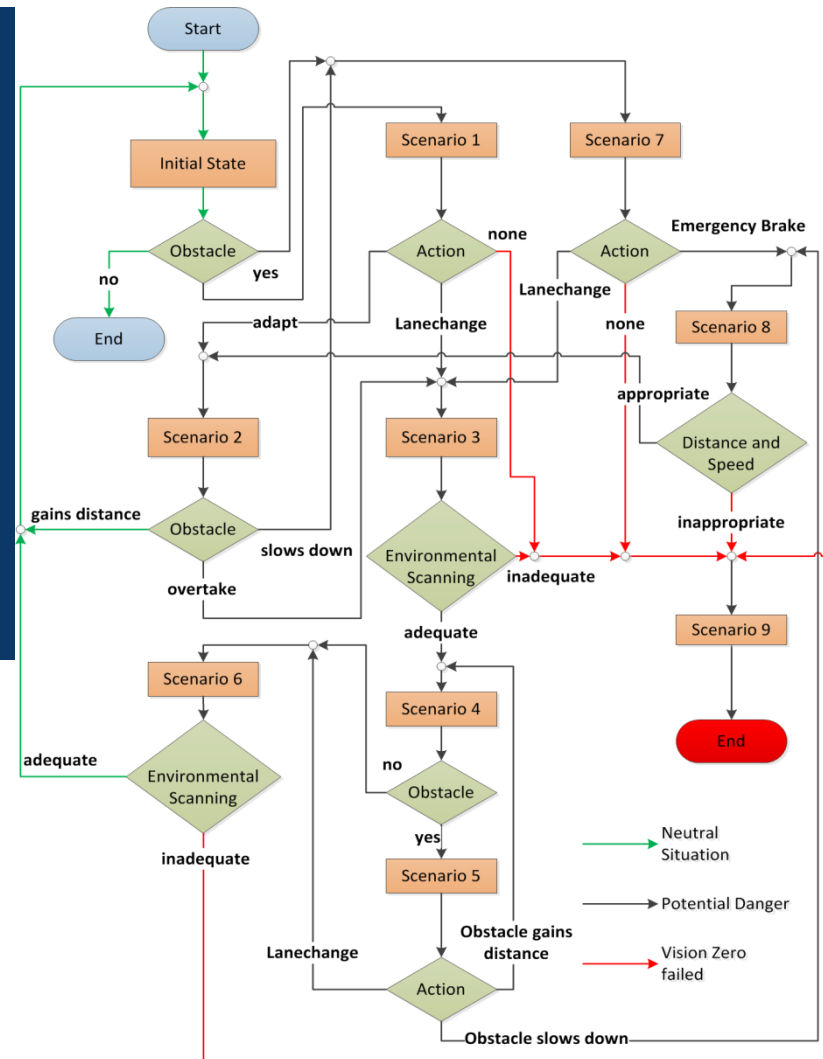 Start
Scenario 1
Scenario 7
Initial State
Emergency Brake
none
Obstacle
Action
Action
yes
no
Lanechange
Scenario 8
adapt
Lanechange
none
End
appropriate
Scenario 2
Scenario 3
Distance and
Speed
gains distance
Obstacle
slows down
inappropriate
Environmental
Scanning
inadequate
overtake
Scenario 9
adequate
Scenario 6
Scenario 4
End
adequate
no
Environmental
Scanning
Obstacle
Neutral
Situation
yes
inadequate
Scenario 5
Potential Danger
Obstacle gains
distance
Lanechange
Vision Zero
failed
Action
Obstacle slows down